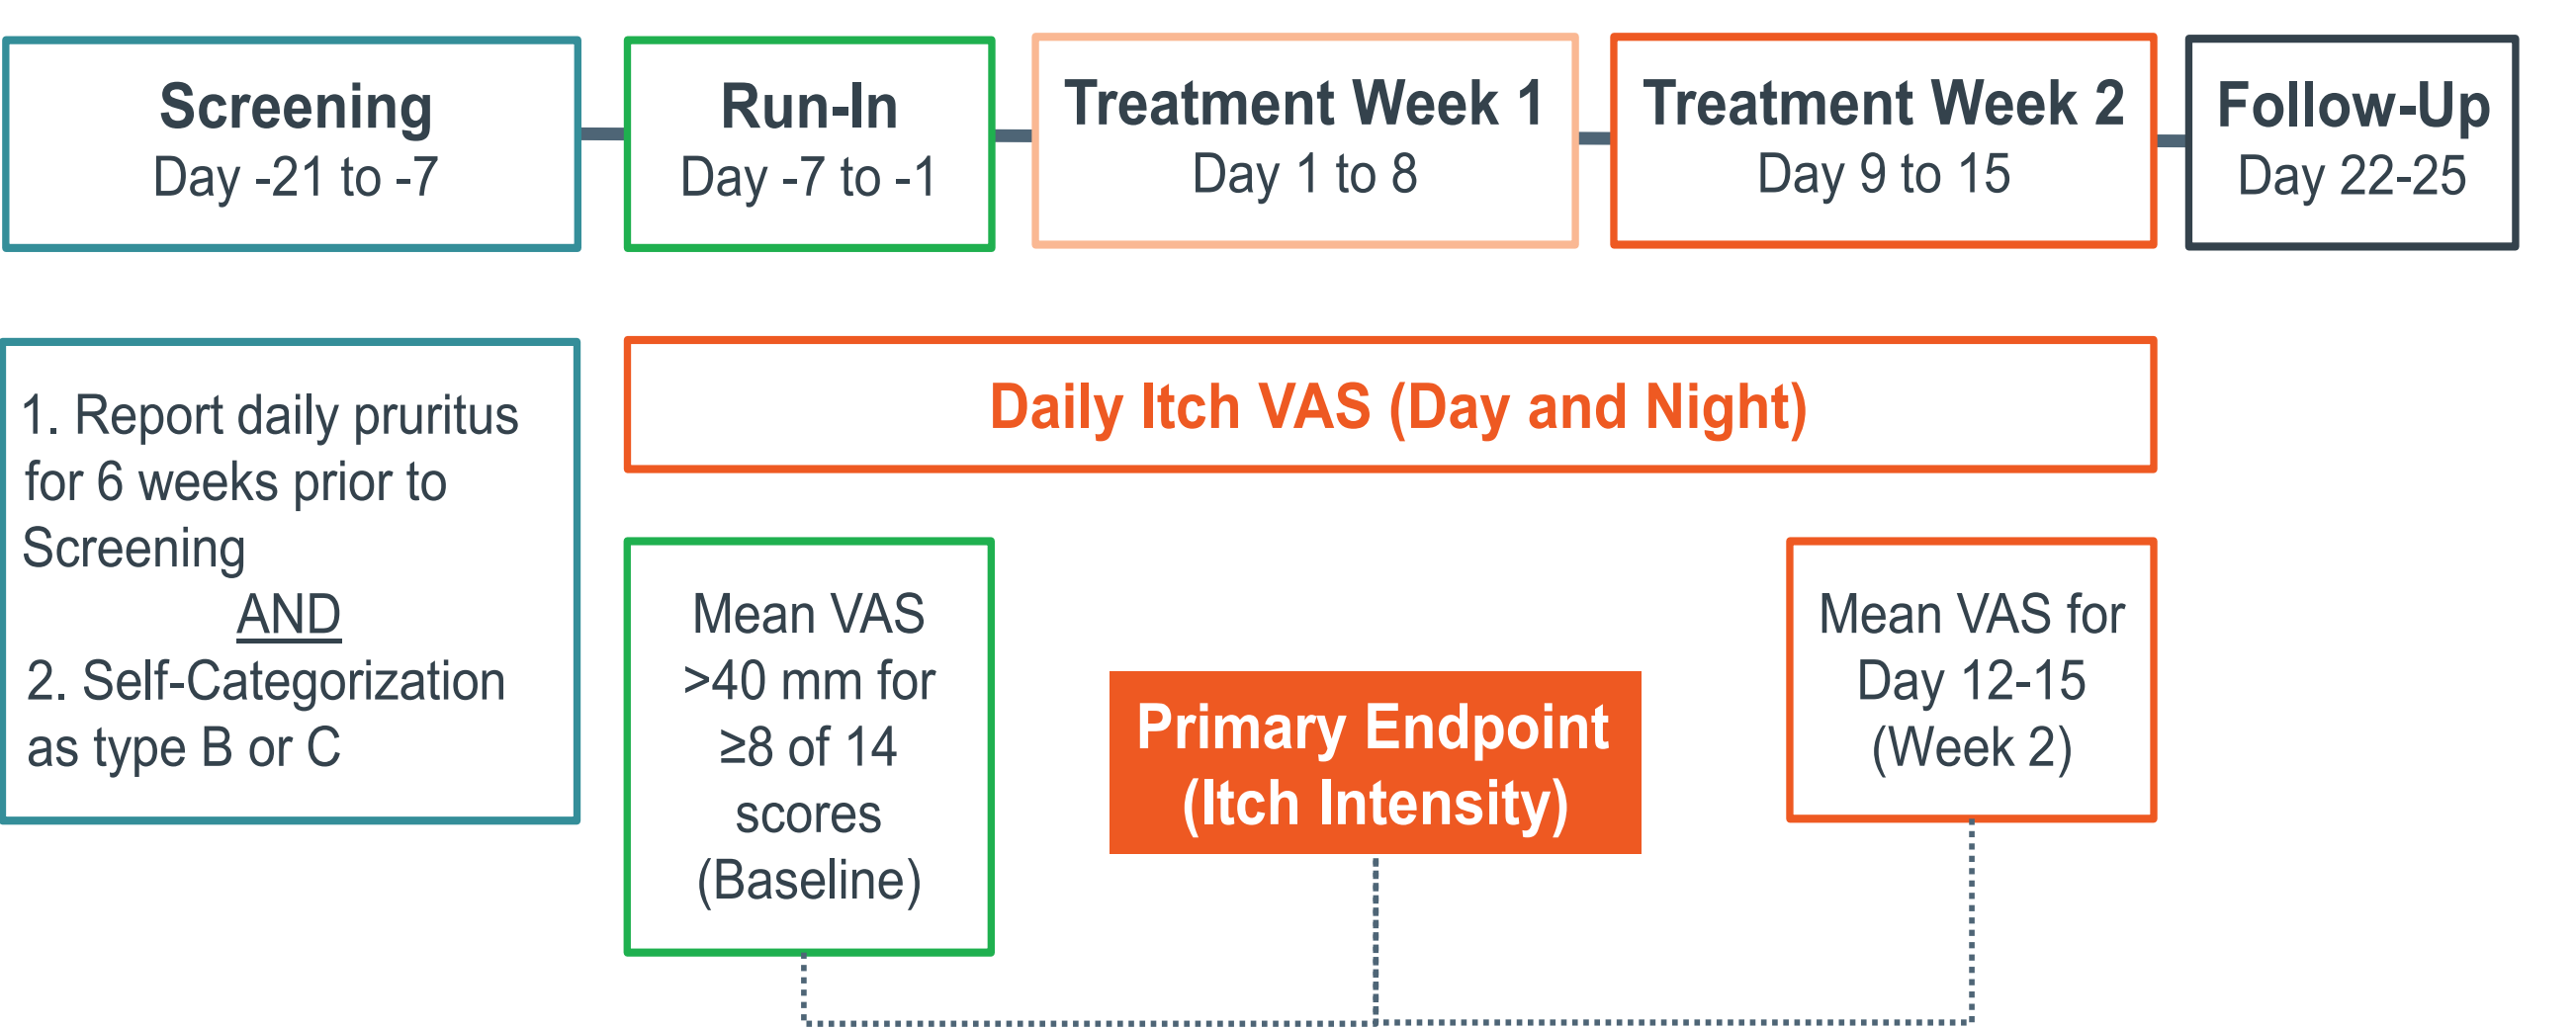 Screening
Day -21 to -7
Run-In
Day -7 to -1
Treatment Week 1
Day 1 to 8
Treatment Week 2
Day 9 to 15
Follow-Up
Day 22-25
Daily Itch VAS (Day and Night)
1. Report daily pruritus
for 6 weeks prior to
Screening
AND
2. Self-Categorization
as type B or C
Mean VAS
>40 mm for
≥8 of 14
scores
(Baseline)
Primary Endpoint
(Itch Intensity)
Mean VAS for
Day 12-15
(Week 2)